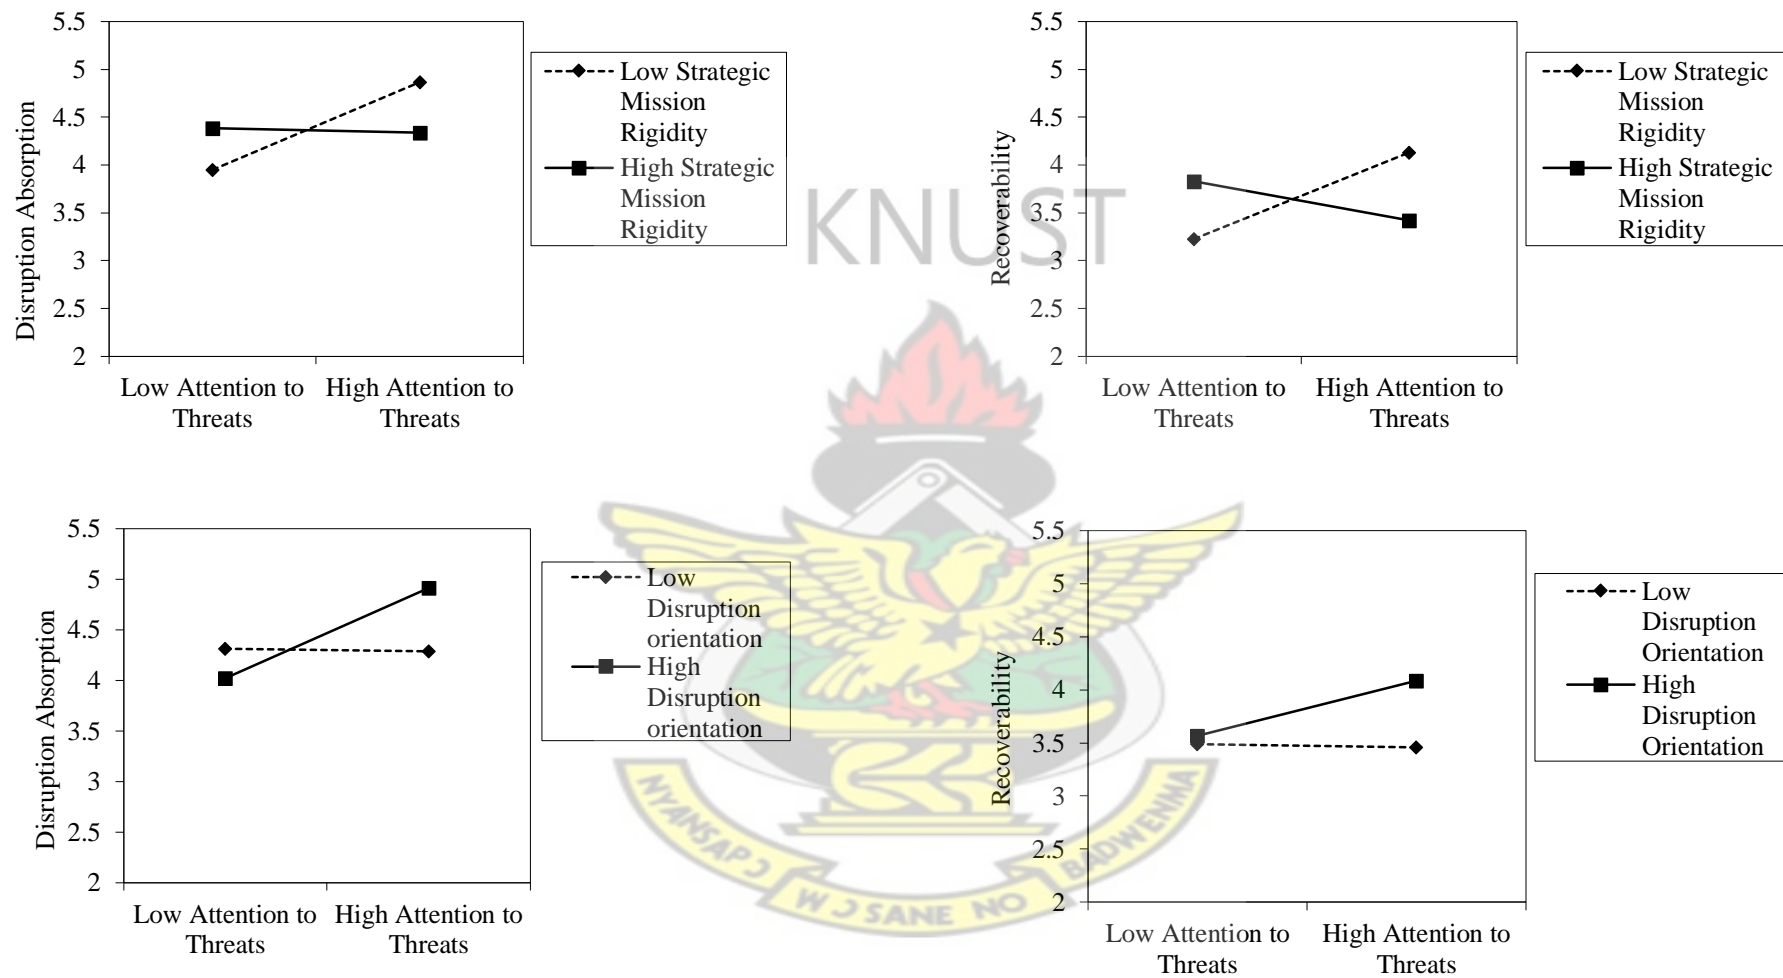 5.5
5
4.5
4
3.5
3
2.5
2
Disruption Absorption
Low Attention to
Threats
High Attention to
Threats
Low Strategic
Mission
Rigidity
High Strategic
Mission
Rigidity
5.5
5
4.5
4
3.5
3
2.5
2
Recoverability
Low Attention to
Threats
High Attention to
Threats
Low Strategic
Mission
Rigidity
High Strategic
Mission
Rigidity
KNUST
5.5
5
4.5
4
3.5
3
2.5
2
Disruption Absorption
Low Attention to
Threats
High Attention to
Threats
Low
Disruption
orientation
High
Disruption
orientation
5.5
5
4.5
4
3.5
3
2.5
2
Recoverability
Low Attention to
Threats
High Attention to
Threats
Low
Disruption
Orientation
High
Disruption
Orientation
NYANSAPƆ WƆ SANE NO BADWENMA